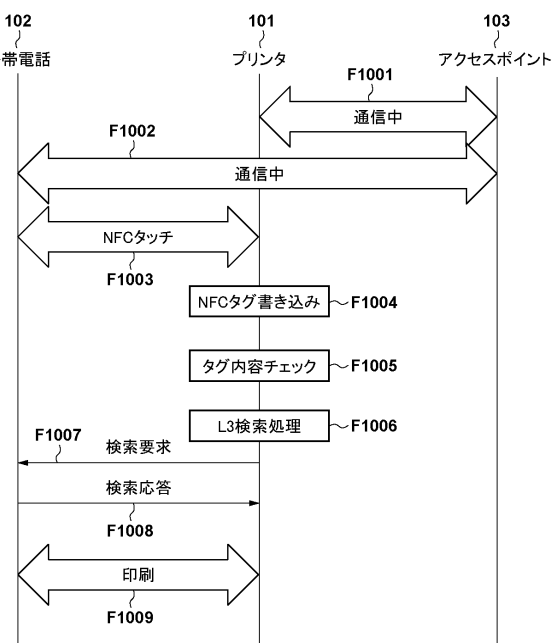 102
101
103
帯電話
プリンタ
アクセスポイント
F1001
通信中
F1002
通信中
NFCタッチ
F1003
NFCタグ書き込み
F1004
タグ内容チェック
F1005
L3検索処理
F1006
F1007
検索要求
検索応答
F1008
印刷
F1009